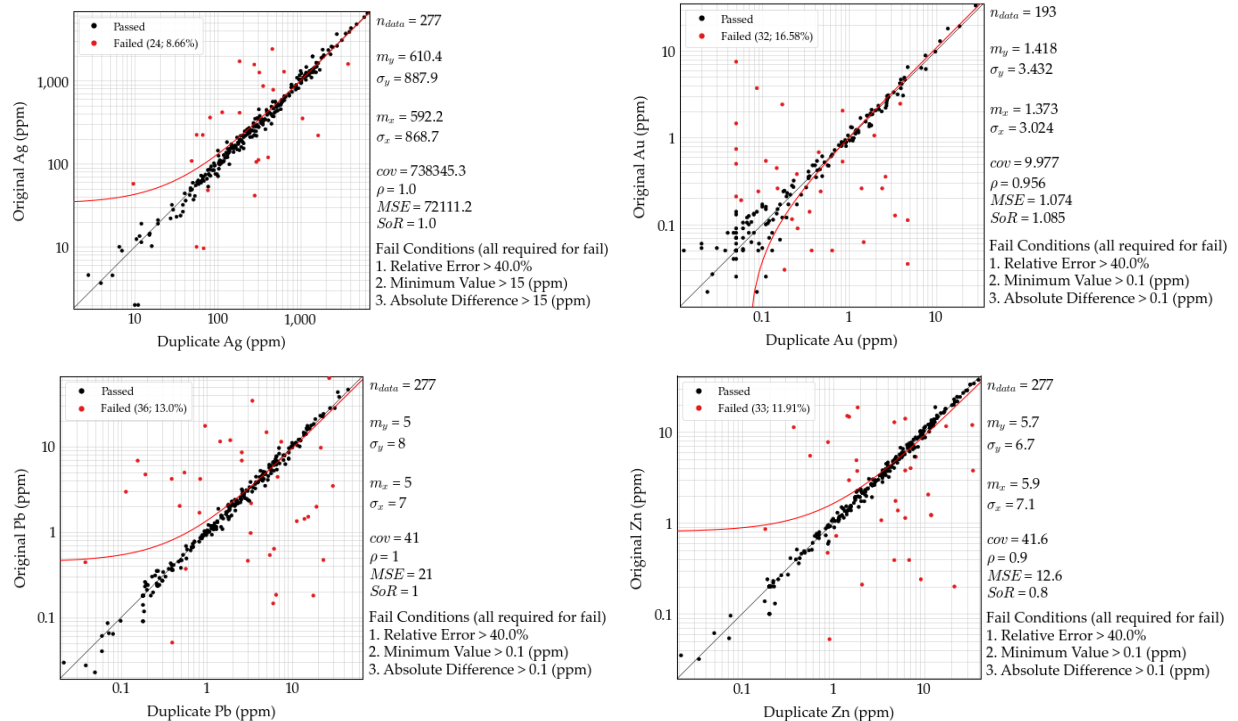 Passed
Failed (24; 8.66%)
1,000
100
10
10
100
1,000
Original Ag (ppm)
Duplicate Ag (ppm)
n_data = 277
m_y = 610.4
σ_y = 887.9
m_x = 592.2
σ_x = 868.7
cov = 738345.3
ρ = 1.0
MSE = 72111.2
SoR = 1.0
Fail Conditions (all required for fail)
1. Relative Error > 40.0%
2. Minimum Value > 15 (ppm)
3. Absolute Difference > 15 (ppm)
Passed
Failed (32; 16.58%)
10
1
0.1
0.1
1
10
Original Au (ppm)
Duplicate Au (ppm)
n_data = 193
m_y = 1.418
σ_y = 3.432
m_x = 1.373
σ_x = 3.024
cov = 9.977
ρ = 0.956
MSE = 1.074
SoR = 1.085
Fail Conditions (all required for fail)
1. Relative Error > 40.0%
2. Minimum Value > 0.1 (ppm)
3. Absolute Difference > 0.1 (ppm)
Passed
Failed (36; 13.0%)
10
1
0.1
0.1
1
10
Original Pb (ppm)
Duplicate Pb (ppm)
n_data = 277
m_y = 5
σ_y = 8
m_x = 5
σ_x = 7
cov = 41
ρ = 1
MSE = 21
SoR = 1
Fail Conditions (all required for fail)
1. Relative Error > 40.0%
2. Minimum Value > 0.1 (ppm)
3. Absolute Difference > 0.1 (ppm)
Passed
Failed (33; 11.91%)
10
1
0.1
0.1
1
10
Original Zn (ppm)
Duplicate Zn (ppm)
n_data = 277
m_y = 5.7
σ_y = 6.7
m_x = 5.9
σ_x = 7.1
cov = 41.6
ρ = 0.9
MSE = 12.6
SoR = 0.8
Fail Conditions (all required for fail)
1. Relative Error > 40.0%
2. Minimum Value > 0.1 (ppm)
3. Absolute Difference > 0.1 (ppm)